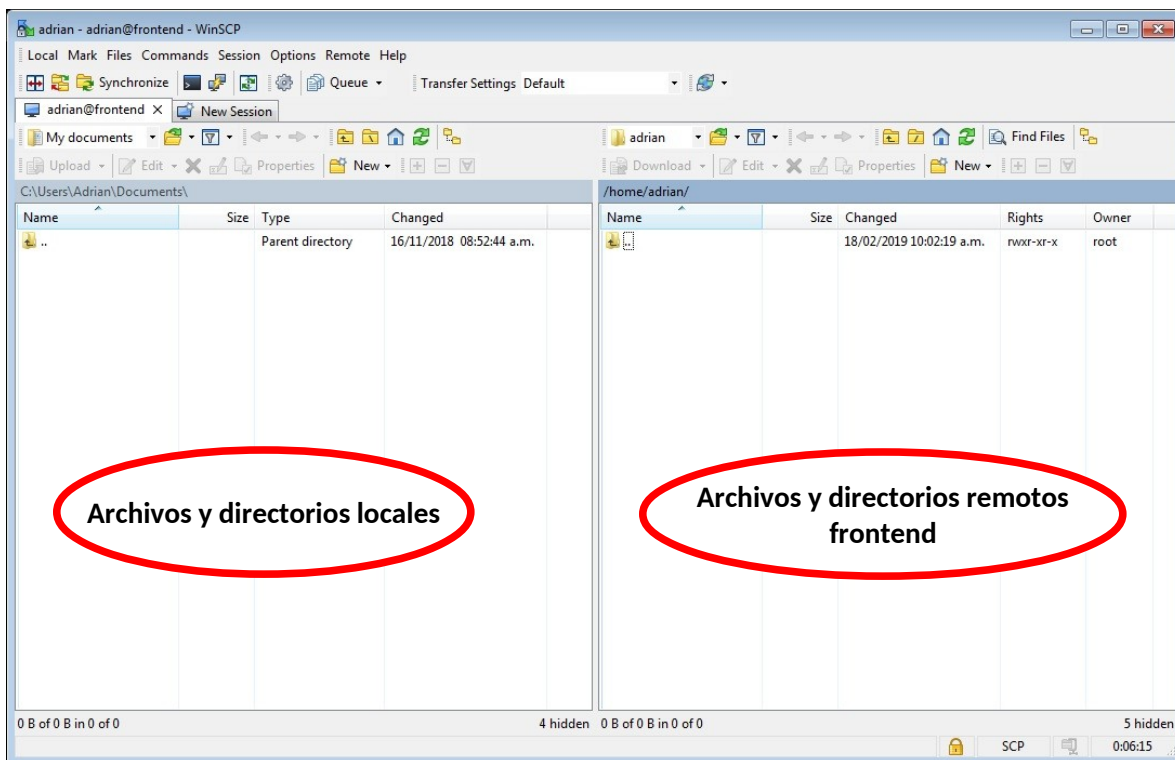 adrian - adrian@frontend - WinSCP
Local Mark Files Commands Session Options Remote Help
Synchronize Queue Transfer Settings Default
adrian@frontend X New Session
My documents
adrian Find Files
Upload Edit Properties New
Download Edit Properties New
C:\Users\Adrian\Documents\
/home/adrian/
Name Size Type Changed
Name Size Changed Rights Owner
.. Parent directory 16/11/2018 08:52:44 a.m.
.. 18/02/2019 10:02:19 a.m. rwxr-xr-x root
Archivos y directorios locales
Archivos y directorios remotos
frontend
0 B of 0 B in 0 of 0 4 hidden
0 B of 0 B in 0 of 0 5 hidden
SCP 0:06:15